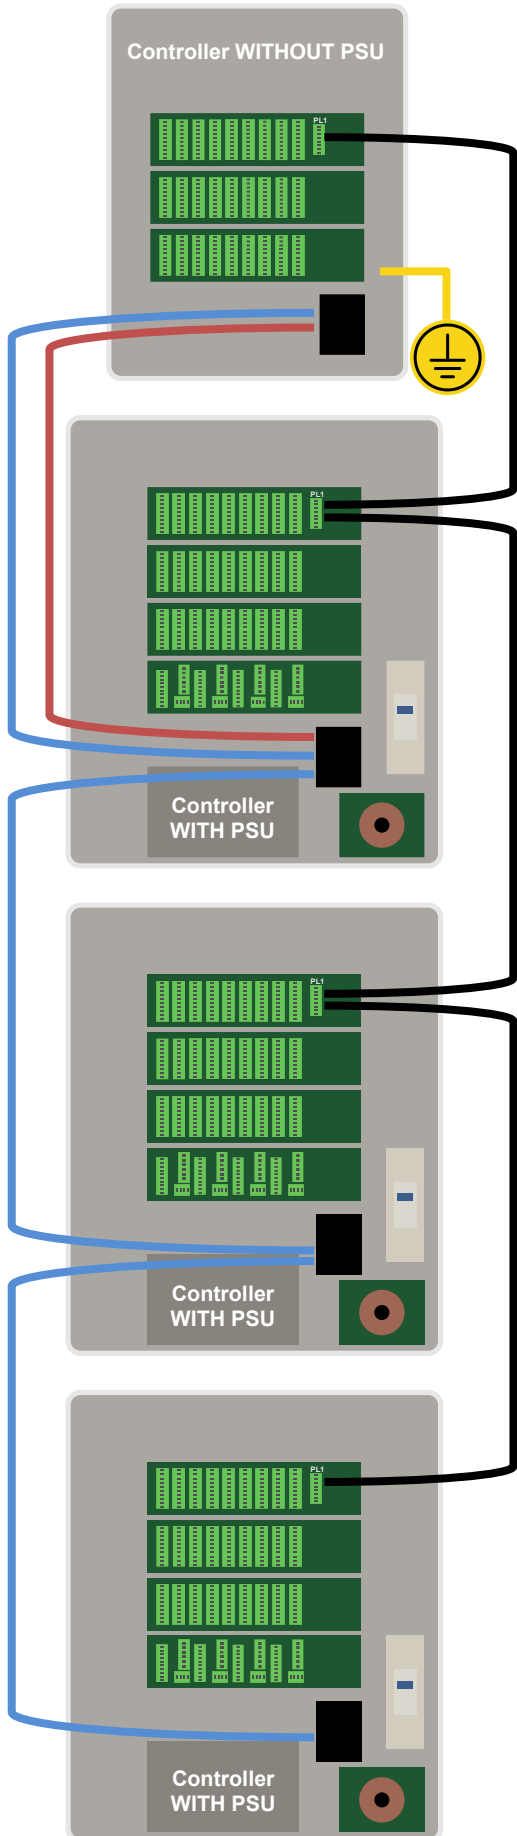 Controller WITHOUT PSU
PL1
PL1
Controller
WITH PSU
PL1
Controller
WITH PSU
PL1
Controller
WITH PSU